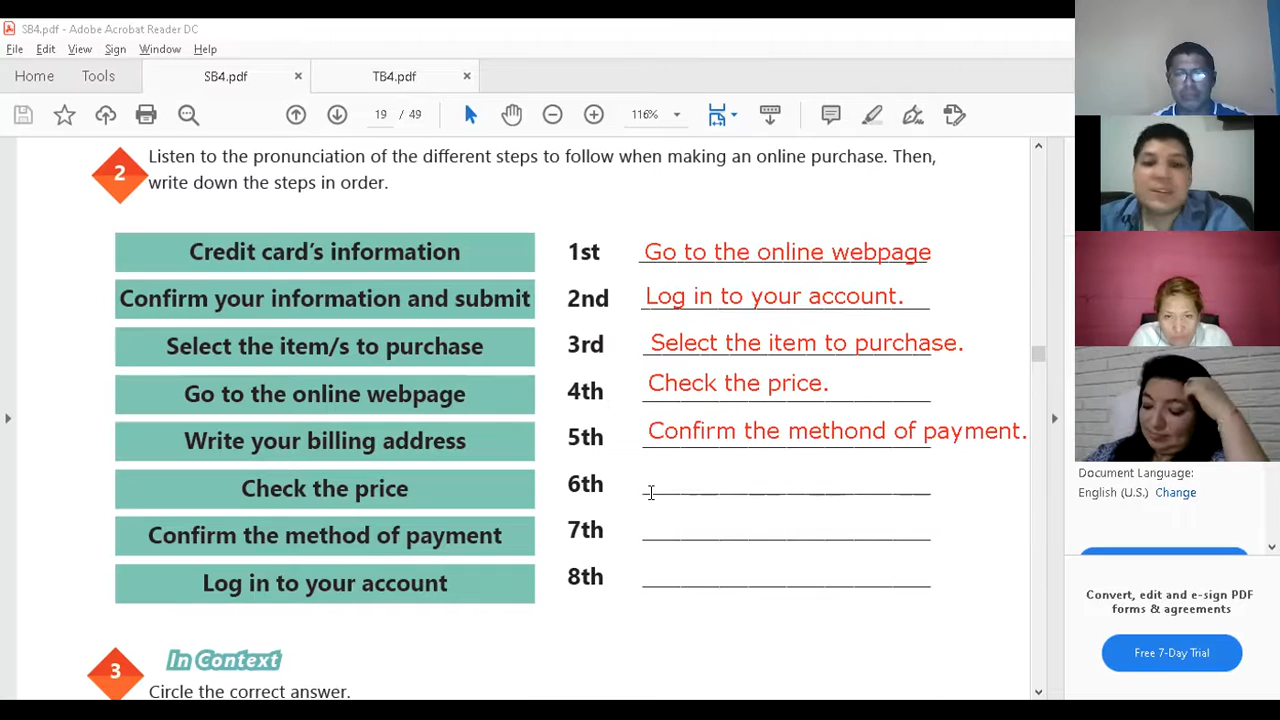 SB4.pdf - Adobe Acrobat Reader DC
File Edit View Sign Window Help
Home Tools SB4.pdf × TB4.pdf ×
19 / 49 116%
2 Listen to the pronunciation of the different steps to follow when making an online purchase. Then,
write down the steps in order.
Credit card's information 1st Go to the online webpage
Confirm your information and submit 2nd Log in to your account.
Select the item/s to purchase 3rd Select the item to purchase.
Go to the online webpage 4th Check the price.
Write your billing address 5th Confirm the methond of payment.
Check the price 6th
Confirm the method of payment 7th
Log in to your account 8th
3 In Context
Circle the correct answer.
Document Language:
English (U.S.) Change
Convert, edit and e-sign PDF
forms & agreements
Free 7-Day Trial